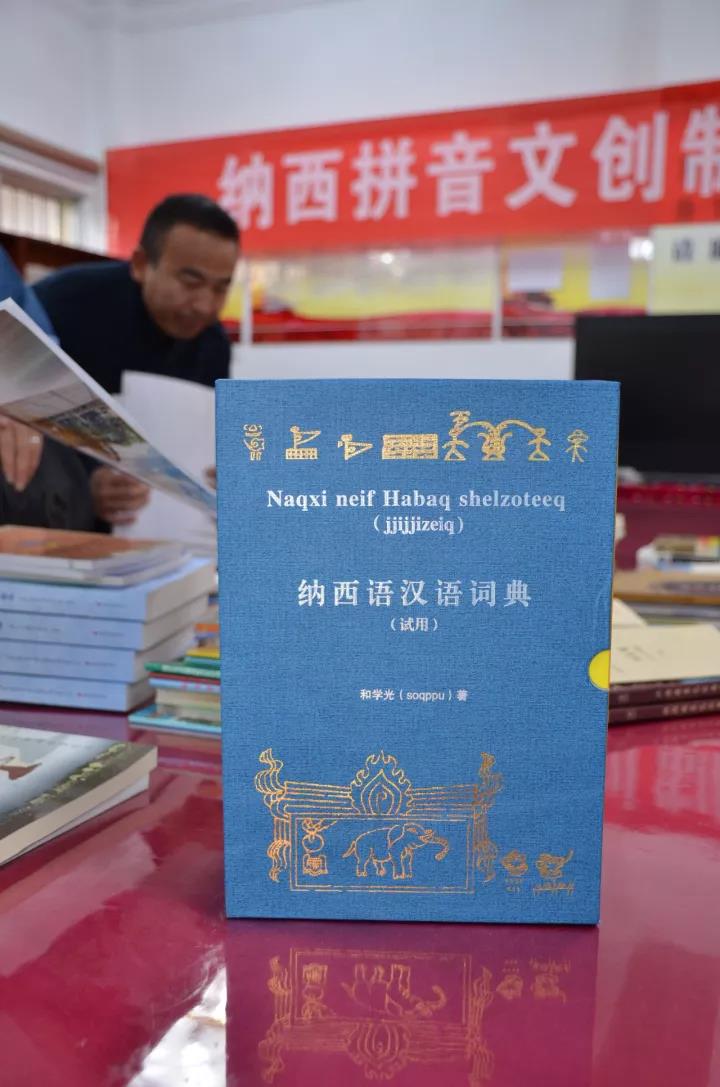 纳西拼音文创制
Naqxi neif Habaq shelzoteeq
(jjijjizeiq)
纳西语汉语词典
（试用）
和学光（soqppu）著